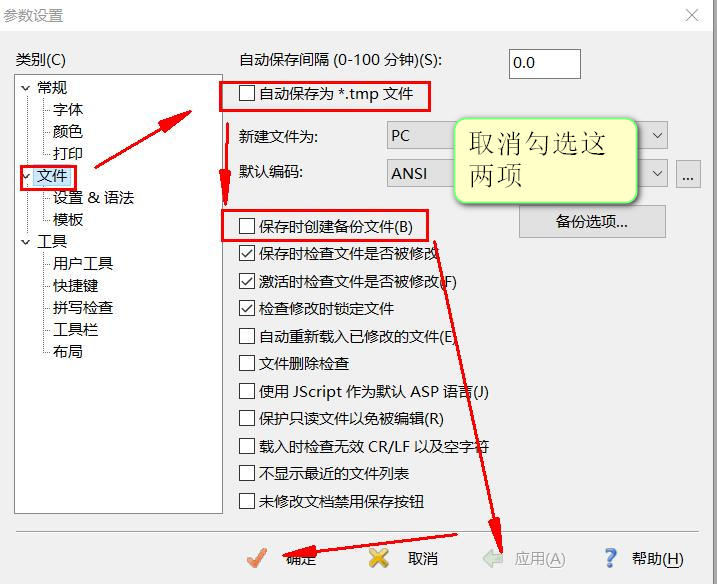 参数设置
类别(C)
常规
字体
颜色
打印
文件
设置 & 语法
模板
工具
用户工具
快捷键
拼写检查
工具栏
布局
自动保存间隔 (0-100 分钟)(S):
0.0
自动保存为 *.tmp 文件
新建文件为:
PC
默认编码:
ANSI
...
取消勾选这
两项
保存时创建备份文件(B)
备份选项...
保存时检查文件是否被修改
激活时检查文件是否被修改(F)
检查修改时锁定文件
自动重新载入已修改的文件(E)
文件删除检查
使用 JScript 作为默认 ASP 语言(J)
保护只读文件以免被编辑(R)
载入时检查无效 CR/LF 以及空字符
不显示最近的文件列表
未修改文档禁用保存按钮
确定
取消
应用(A)
帮助(H)